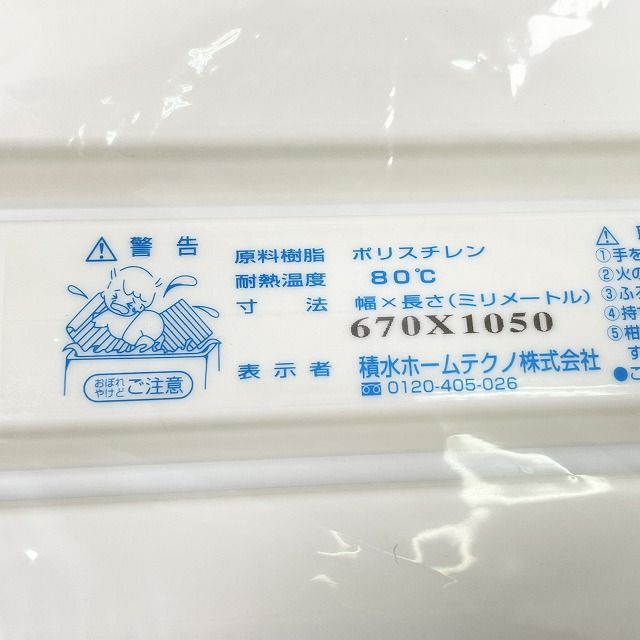 警告
おぼれ
やけど
ご注意
原料樹脂 ポリスチレン
耐熱温度 80℃
寸法 幅×長さ(ミリメートル)
670X1050
表示者 積水ホームテクノ株式会社
0120-405-026
①手を
②火の
③ふ
④持
⑤柑
す
●こ